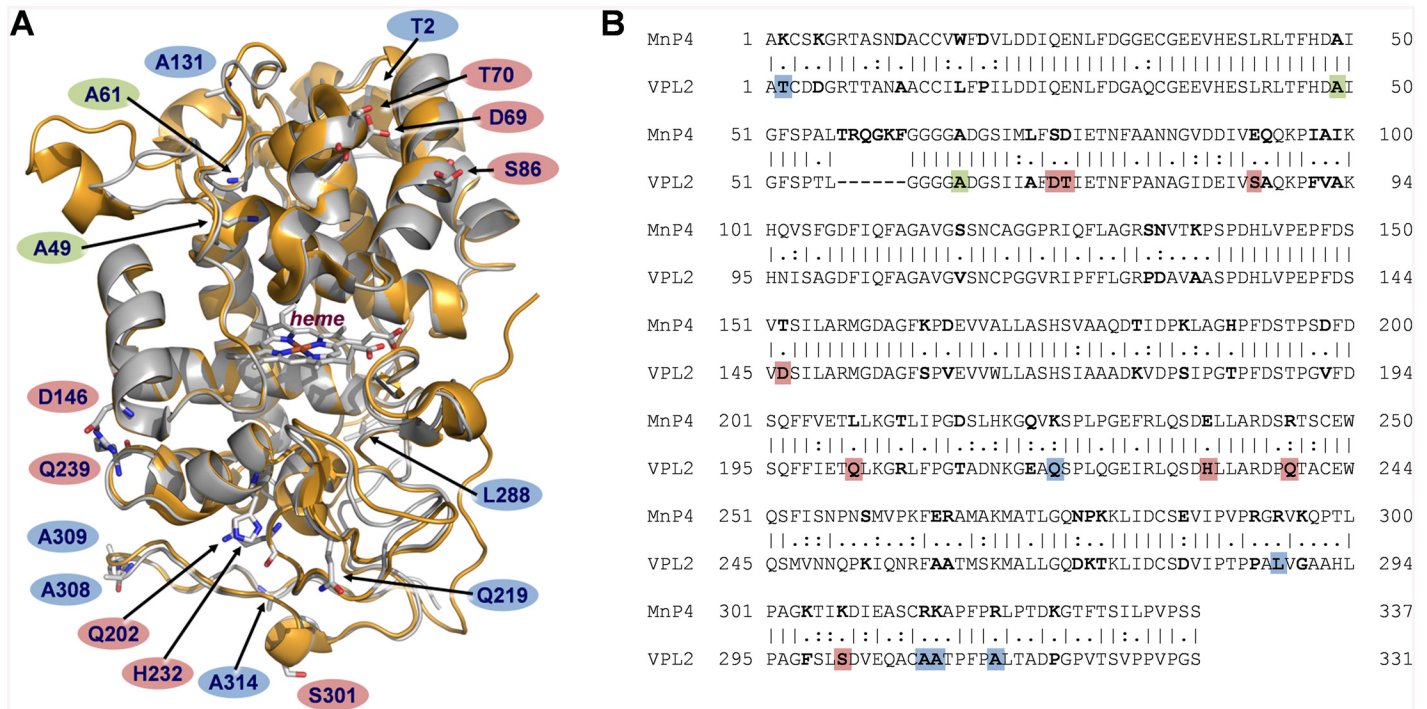 A
T2
A131
T70
A61
D69
S86
A49
heme
D146
Q239
L288
A309
A308
Q219
Q202
H232
A314
S301
B
MnP4 1 AKCSKGRTASNDACCVWFDVLDDIQENLFDGGECGEEVHESLRLTFHDAI 50
VPL2 1 ATCDDGRTTANAACCILFPILDDIQENLFDGAQCGEEVHESLRLTFHDAI 50
MnP4 51 GFSPALTRQGKFGGGGADGSIMLFSDIETNFAANNGVDDIVEQQKPIAIK 100
VPL2 51 GFSPTL------GGGGADGSIIAFDTIETNFPANAGIDEIVSAQKPFVAK 94
MnP4 101 HQVSFGDFIQFAGAVGSSNCAGGPRIQFLAGRSNVTKPSPDHLVPEPFDS 150
VPL2 95 HNISAGDFIQFAGAVGVSNCPGGVRIPFFLGRPDAVAASPDHLVPEPFDS 144
MnP4 151 VTSILARMGDAGFKPDEVVALLASHSVAAQDTIDPKLAGHPFDSTPSDFD 200
VPL2 145 VDSILARMGDAGFSPVEVVWLLASHSIAAADKVDPSIPGTPFDSTPGVFD 194
MnP4 201 SQFFVETLLKGTLIPGDSLHKGQVKSPLPGEFRLQSDELLARDSRTSCEW 250
VPL2 195 SQFFIETQLKGRLFPGTADNKGEAQSPLQGEIRLQSDHLLARDPQTACEW 244
MnP4 251 QSFISNPNSMVPKFERAMAKMATLGQNPKKLIDCSEVIPVPRGRVKQPTL 300
VPL2 245 QSMVNNQPKIQNRFAATMSKMALLGQDKTKLIDCSDVIPTPPALVGAAHL 294
MnP4 301 PAGKTIKDIEASCRKAPFPRLPTDKGTFTSILPVPSS 337
VPL2 295 PAGFSLSDVEQACAATPFPALTADPGPVTSVPPVPGS 331